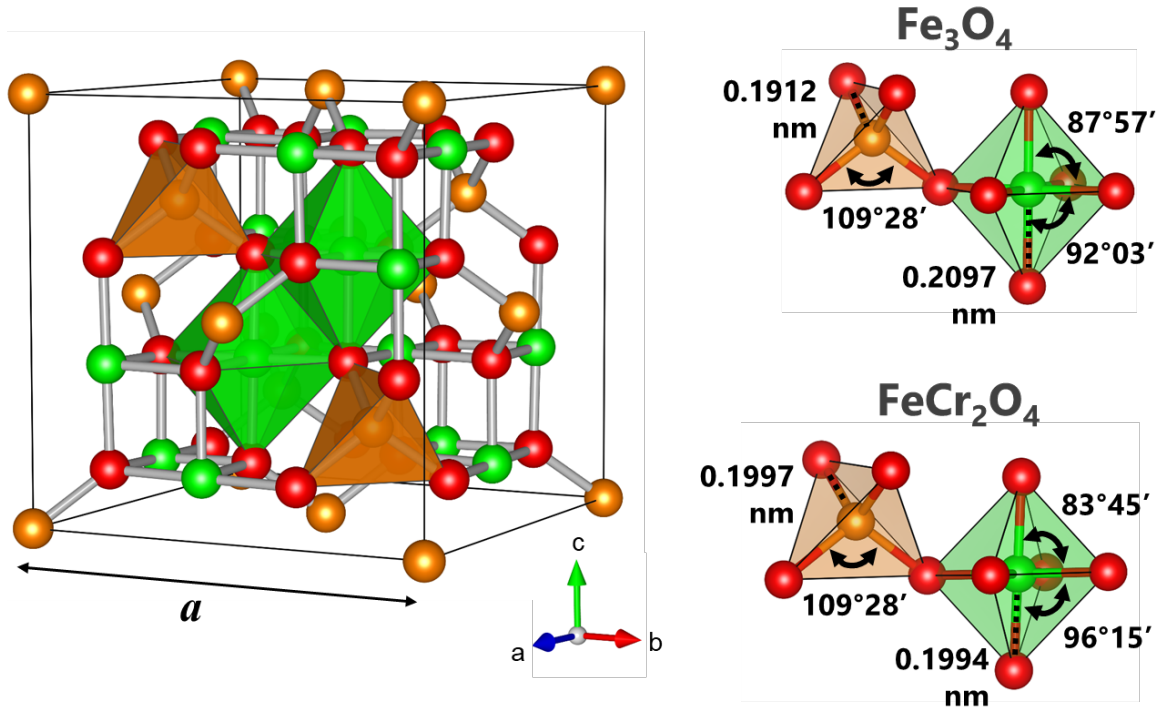 a
c
a
b
Fe₃O₄
0.1912
nm
87°57′
109°28′
92°03′
0.2097
nm
FeCr₂O₄
0.1997
nm
83°45′
109°28′
96°15′
0.1994
nm